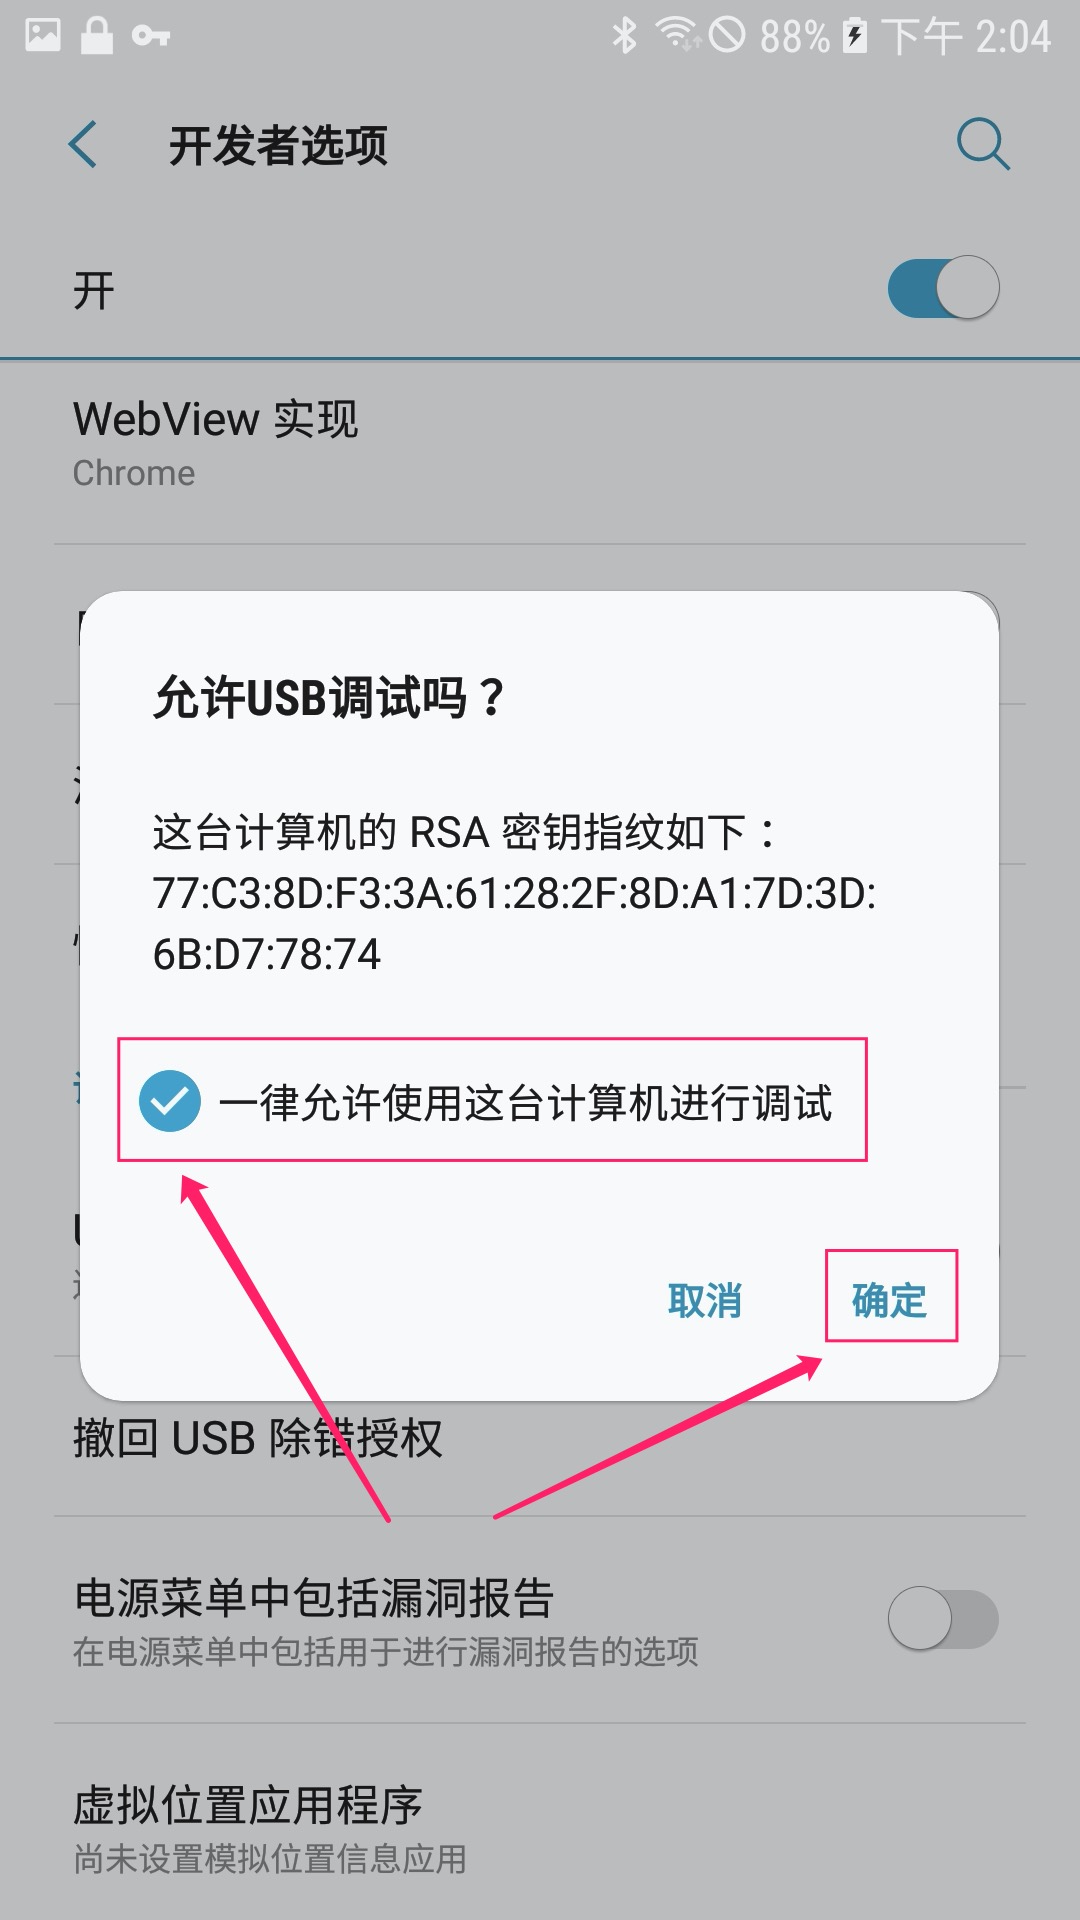 88% 下午 2:04
开发者选项
开
WebView 实现
Chrome
允许USB调试吗？
这台计算机的 RSA 密钥指纹如下：
77:C3:8D:F3:3A:61:28:2F:8D:A1:7D:3D:
6B:D7:78:74
一律允许使用这台计算机进行调试
取消
确定
撤回 USB 除错授权
电源菜单中包括漏洞报告
在电源菜单中包括用于进行漏洞报告的选项
虚拟位置应用程序
尚未设置模拟位置信息应用